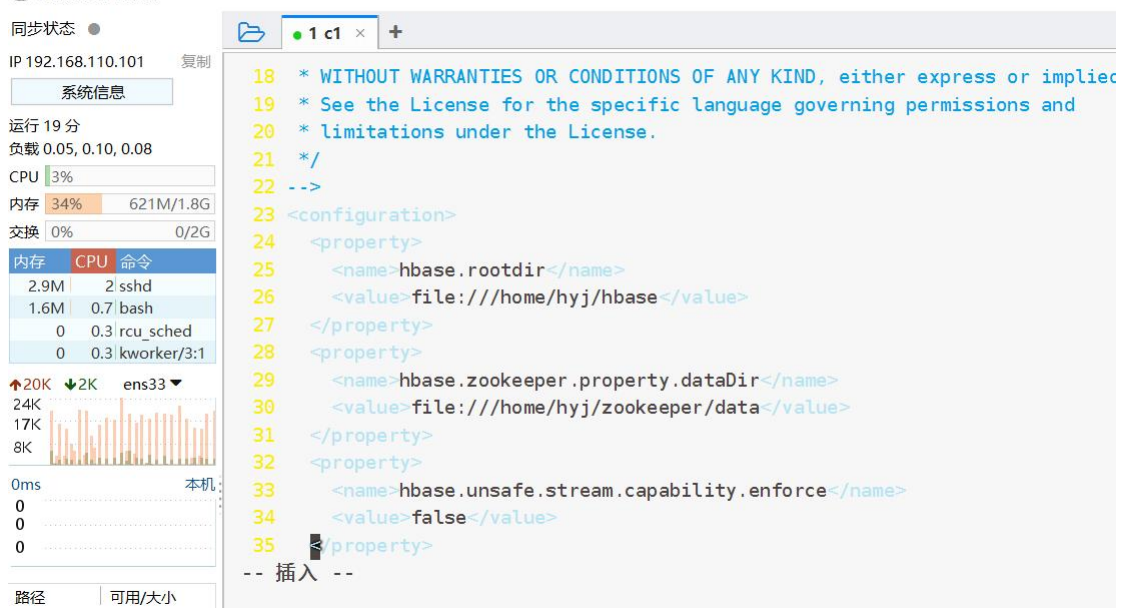 同步状态
IP 192.168.110.101 复制
系统信息
运行 19 分
负载 0.05, 0.10, 0.08
CPU 3%
内存 34% 621M/1.8G
交换 0% 0/2G
内存 CPU 命令
2.9M 2 sshd
1.6M 0.7 bash
0 0.3 rcu_sched
0 0.3 kworker/3:1
20K 2K ens33
24K
17K
8K
0ms 本机
0
0
0
路径 可用/大小
1 c1 × +
18 * WITHOUT WARRANTIES OR CONDITIONS OF ANY KIND, either express or implied
19 * See the License for the specific language governing permissions and
20 * limitations under the License.
21 */
22 -->
23 <configuration>
24 <property>
25 <name>hbase.rootdir</name>
26 <value>file:///home/hyj/hbase</value>
27 </property>
28 <property>
29 <name>hbase.zookeeper.property.dataDir</name>
30 <value>file:///home/hyj/zookeeper/data</value>
31 </property>
32 <property>
33 <name>hbase.unsafe.stream.capability.enforce</name>
34 <value>false</value>
35 </property>
-- 插入 --